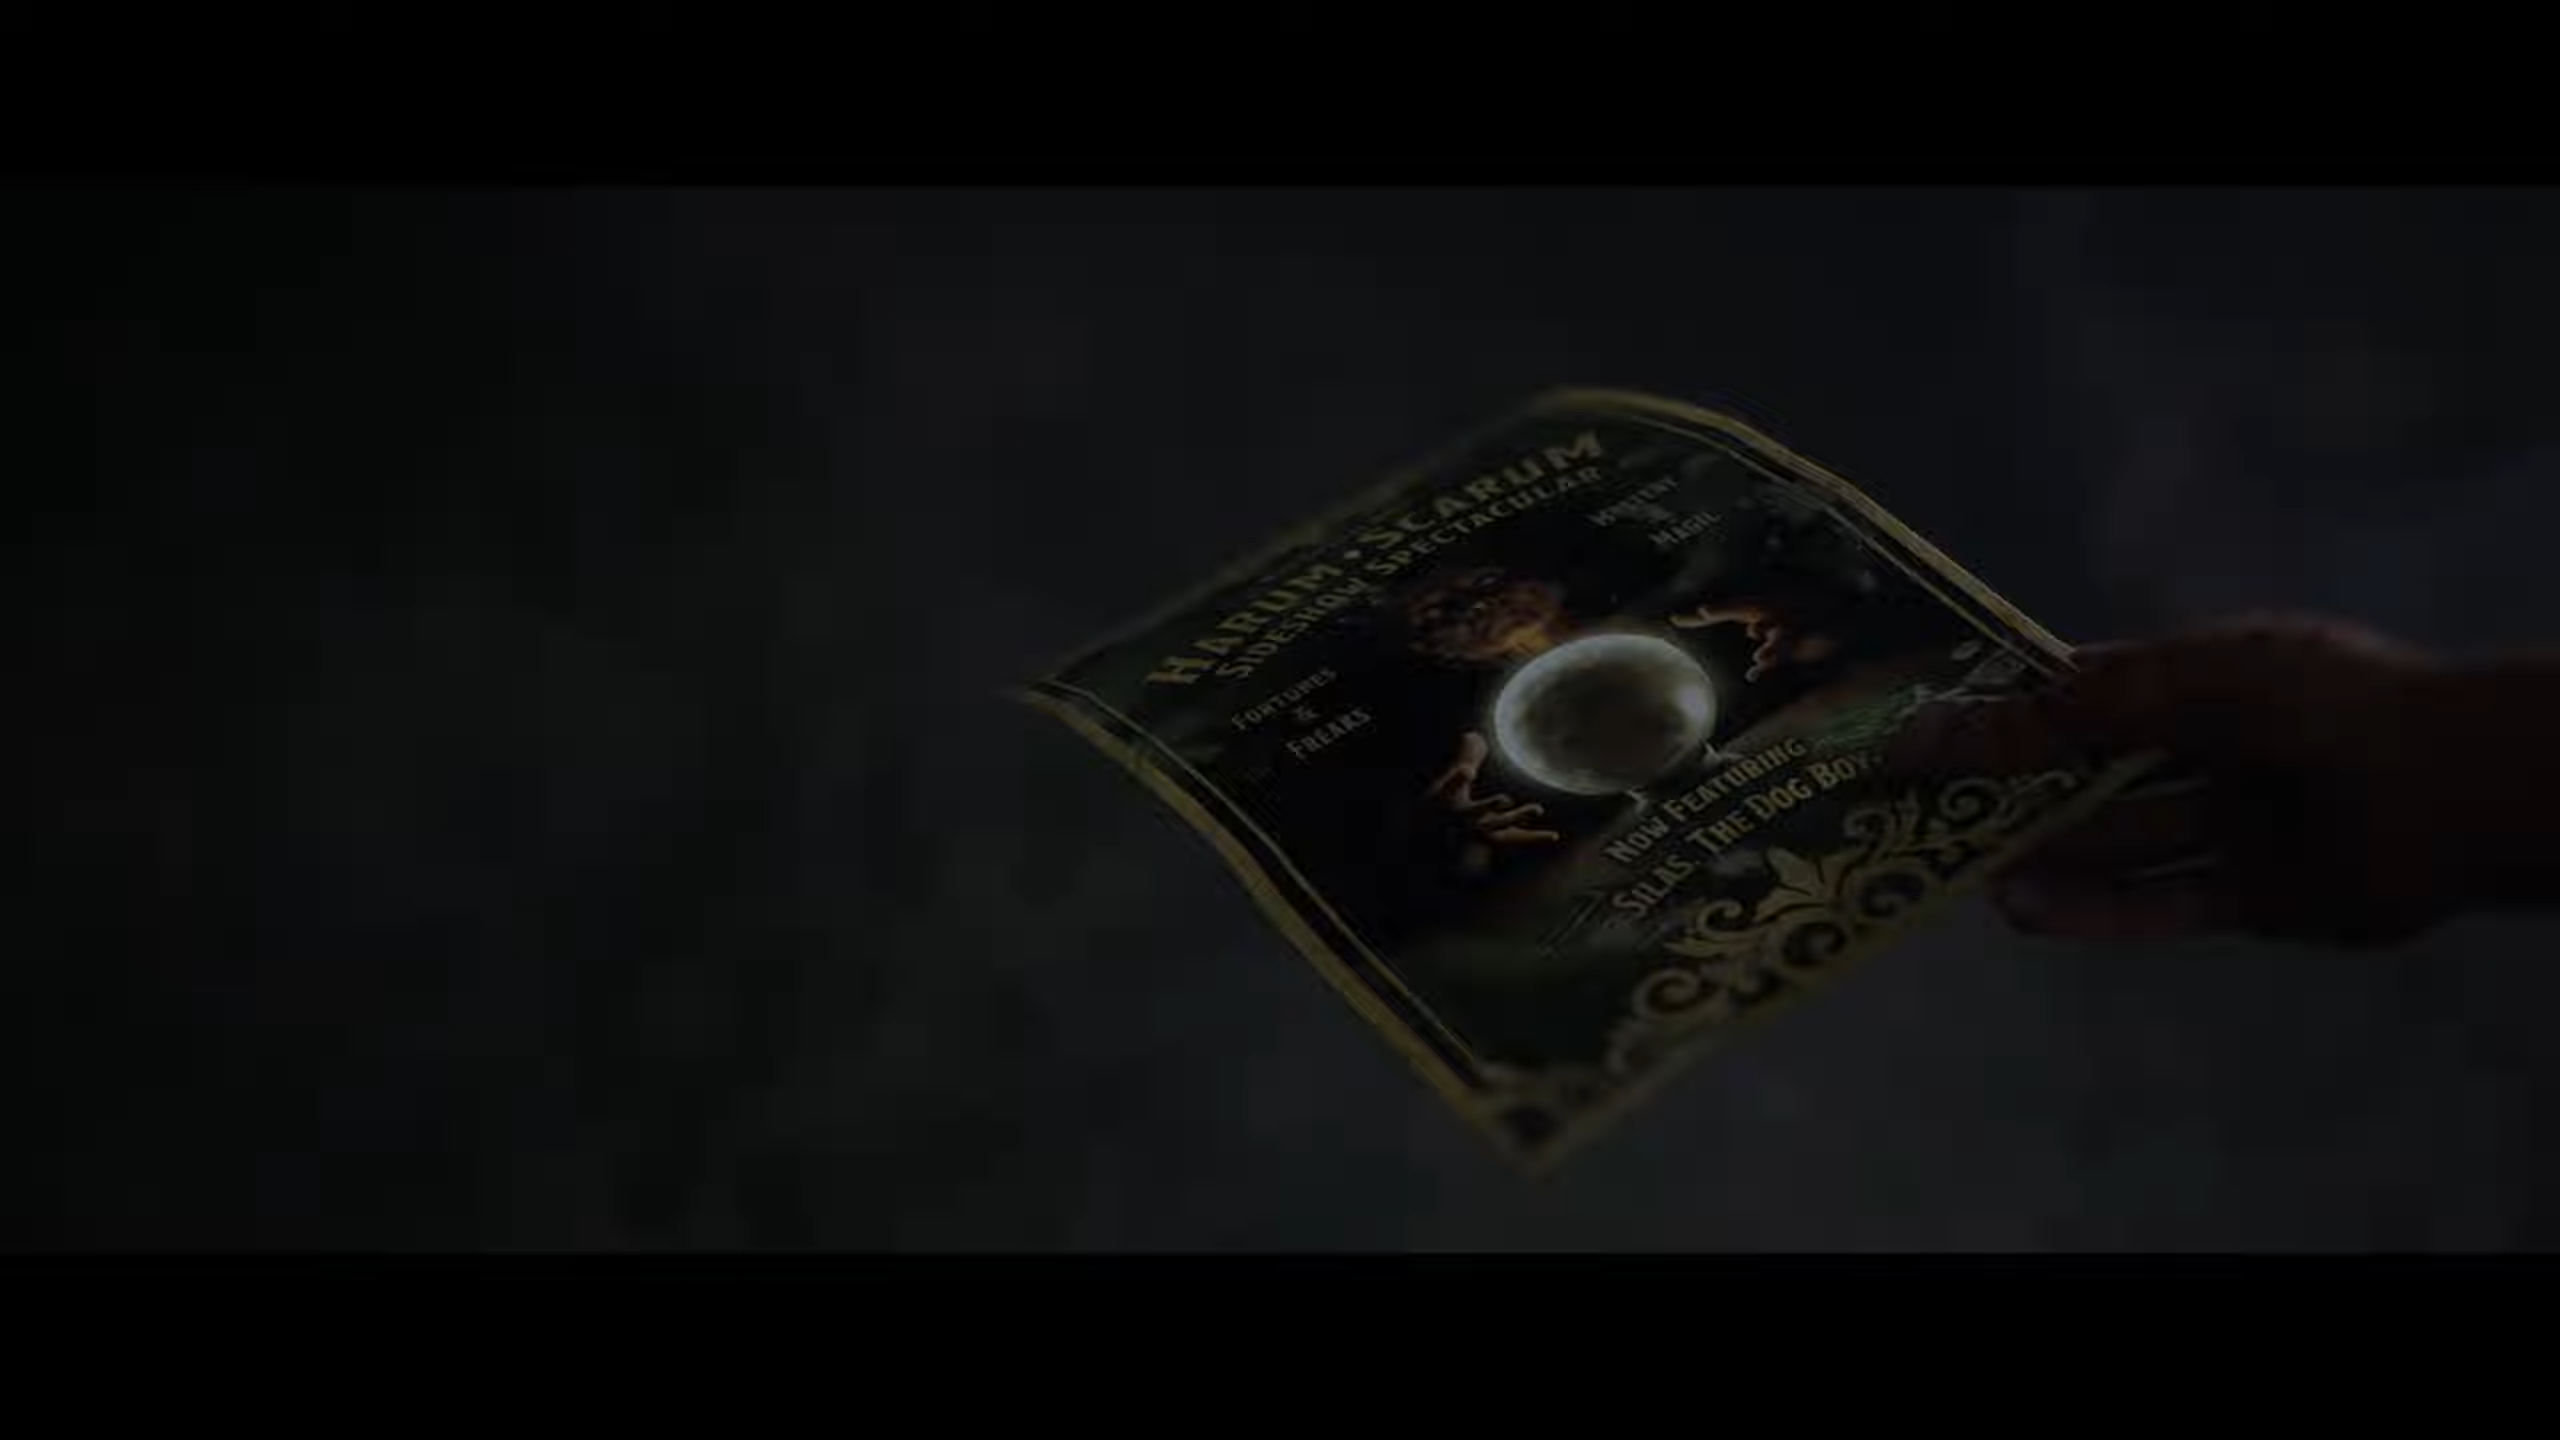 HARUM • SCARUM
SIDESHOW SPECTACULAR
MAGIC
FORTUNES
&
FREAKS
NOW FEATURING
SILAS, THE DOG BOY.